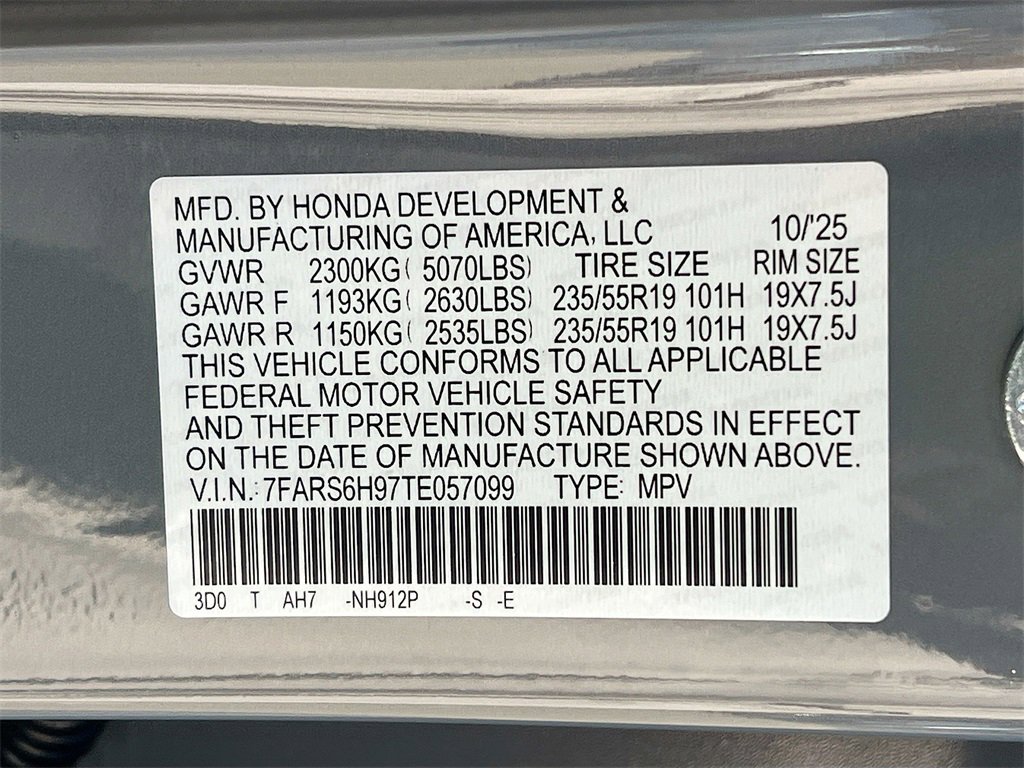 MFD. BY HONDA DEVELOPMENT &
MANUFACTURING OF AMERICA, LLC 10/'25
GVWR 2300KG( 5070LBS) TIRE SIZE RIM SIZE
GAWR F 1193KG( 2630LBS) 235/55R19 101H 19X7.5J
GAWR R 1150KG( 2535LBS) 235/55R19 101H 19X7.5J
THIS VEHICLE CONFORMS TO ALL APPLICABLE
FEDERAL MOTOR VEHICLE SAFETY
AND THEFT PREVENTION STANDARDS IN EFFECT
ON THE DATE OF MANUFACTURE SHOWN ABOVE.
V.I.N.: 7FARS6H97TE057099 TYPE: MPV
3D0 T AH7 -NH912P -S -E